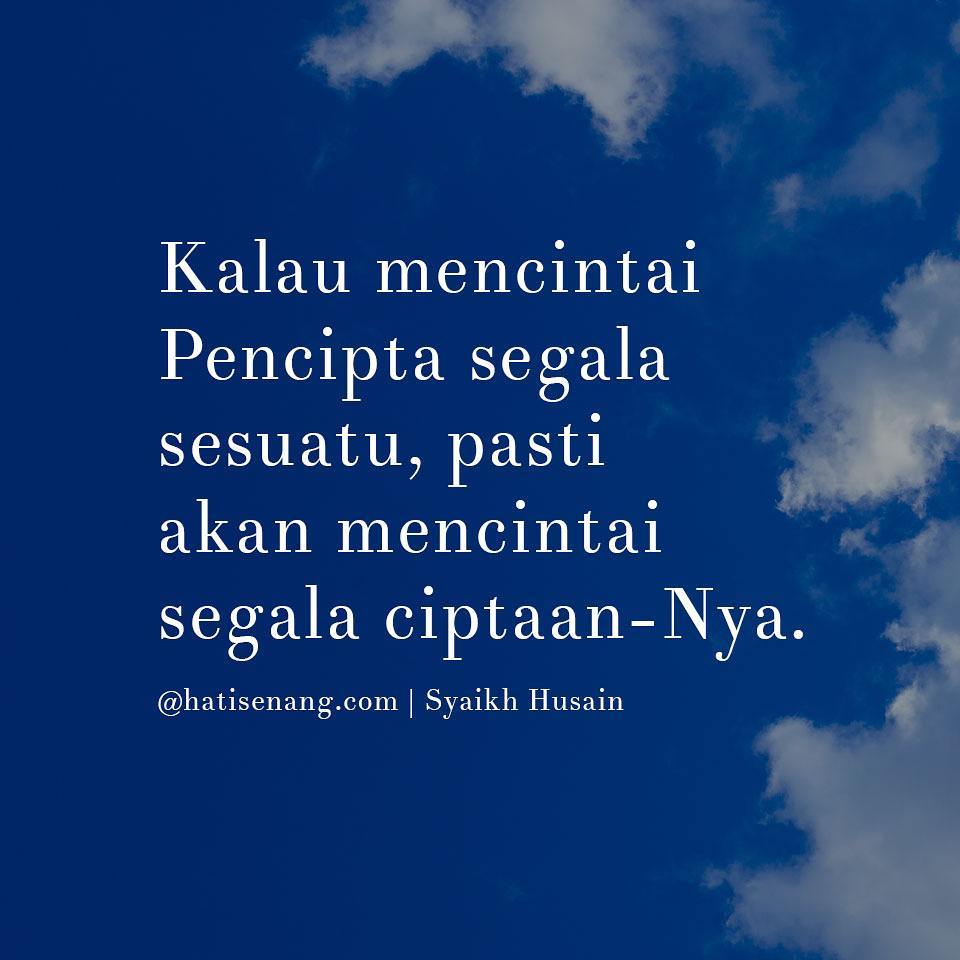 Kalau mencintai
Pencipta segala
sesuatu, pasti
akan mencintai
segala ciptaan-Nya.
@hatisenang.com | Syaikh Husain